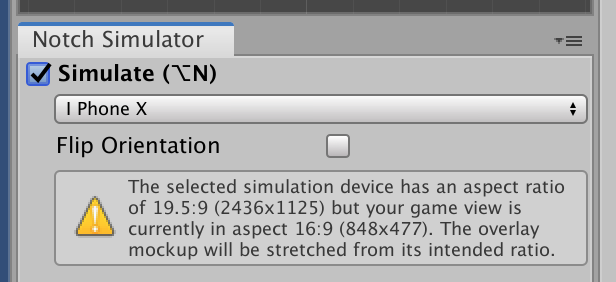 Notch Simulator
Simulate (⌥N)
I Phone X
Flip Orientation
The selected simulation device has an aspect ratio
of 19.5:9 (2436x1125) but your game view is
currently in aspect 16:9 (848x477). The overlay
mockup will be stretched from its intended ratio.